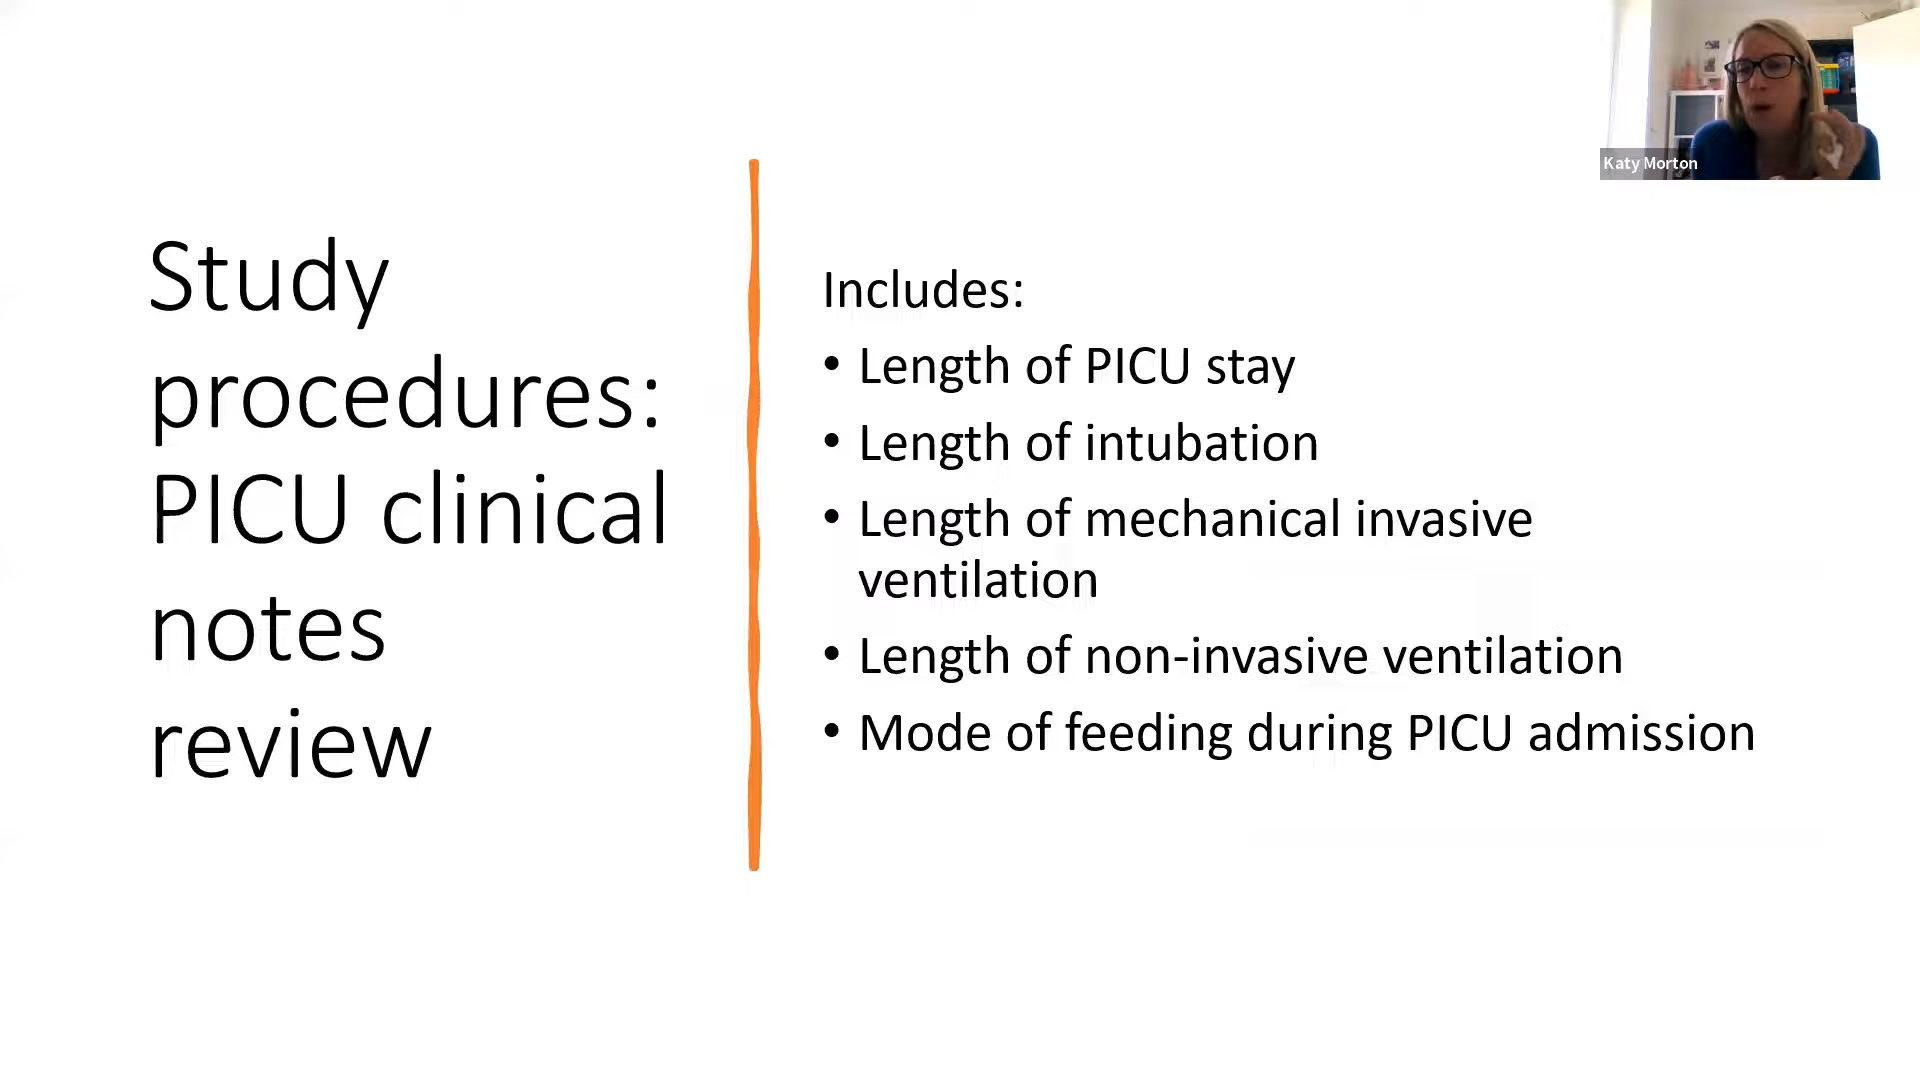 Study
procedures:
PICU clinical
notes
review
Includes:
• Length of PICU stay
• Length of intubation
• Length of mechanical invasive
ventilation
• Length of non-invasive ventilation
• Mode of feeding during PICU admission
Katy Morton